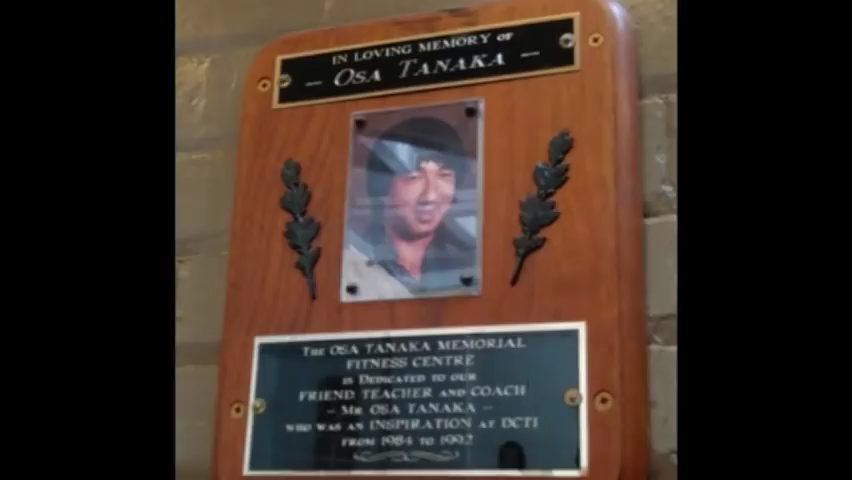 IN LOVING MEMORY OF
– OSA TANAKA –
THE OSA TANAKA MEMORIAL
FITNESS CENTRE
IS DEDICATED TO OUR
FRIEND TEACHER AND COACH
– MR OSA TANAKA –
WHO WAS AN INSPIRATION AT DCTI
FROM 1984 TO 1992